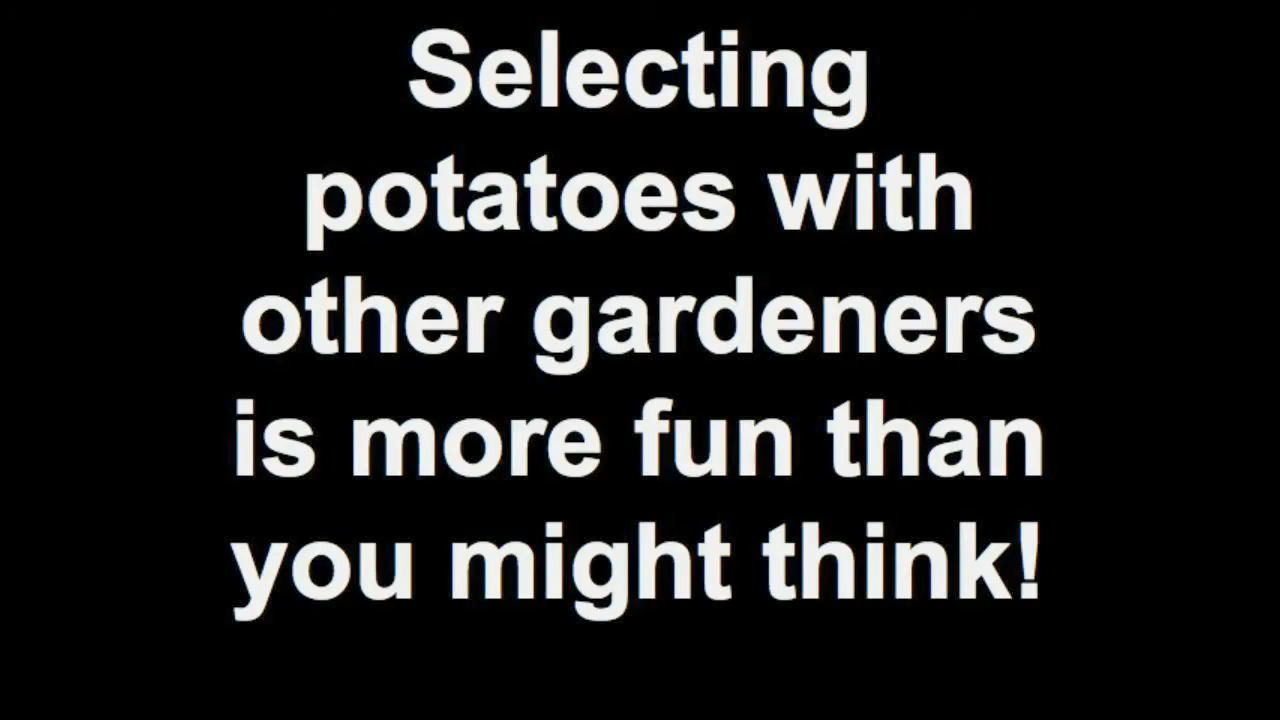 Selecting
potatoes with
other gardeners
is more fun than
you might think!